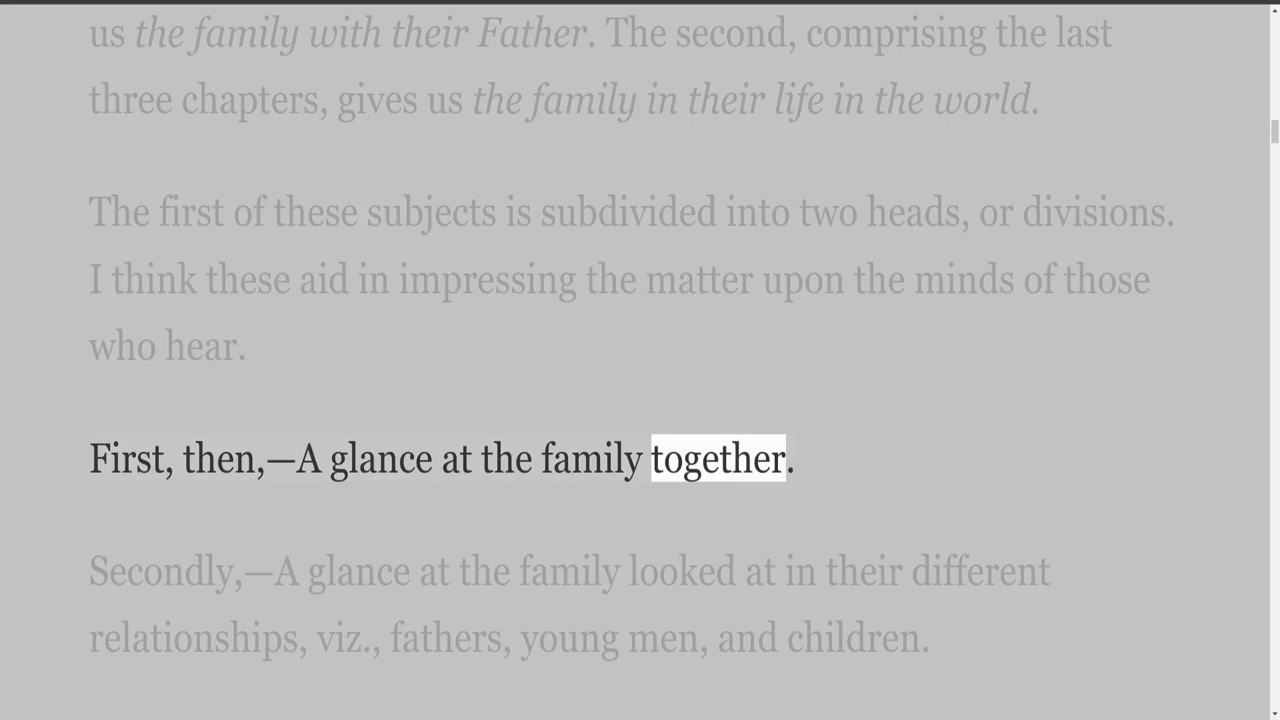 us the family with their Father. The second, comprising the last
three chapters, gives us the family in their life in the world.
The first of these subjects is subdivided into two heads, or divisions.
I think these aid in impressing the matter upon the minds of those
who hear.
First, then,—A glance at the family together.
Secondly,—A glance at the family looked at in their different
relationships, viz., fathers, young men, and children.